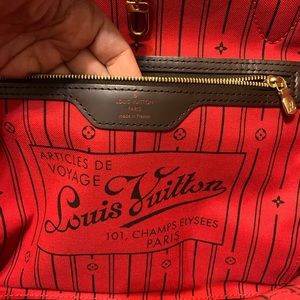 LOUIS VUITTON
PARIS
made in France
ARTICLES DE
VOYAGE
Louis Vuitton
101, CHAMPS ELYSEES
PARIS